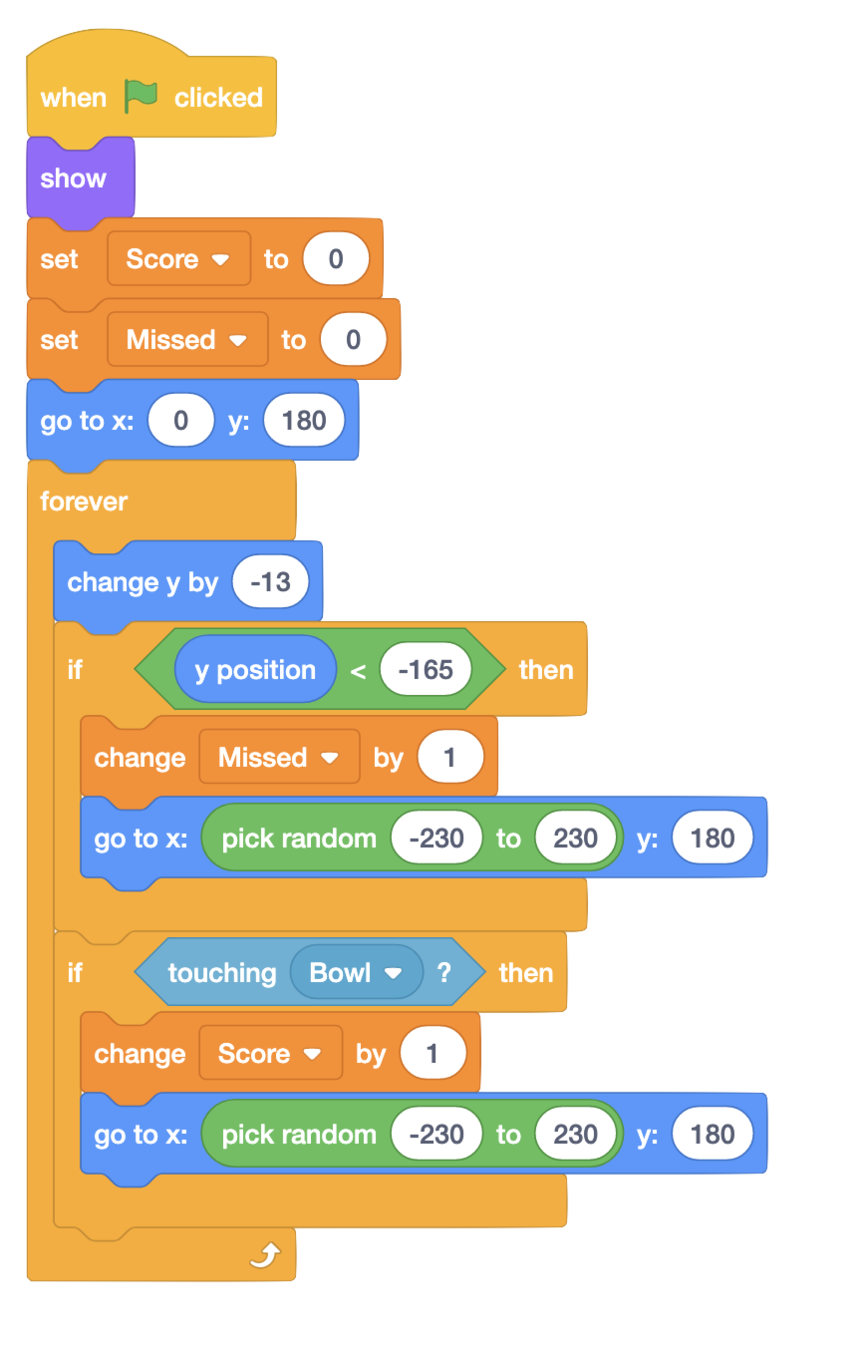 when clicked
show
set Score to 0
set Missed to 0
go to x: 0 y: 180
forever
change y by -13
if y position < -165 then
change Missed by 1
go to x: pick random -230 to 230 y: 180
if touching Bowl ? then
change Score by 1
go to x: pick random -230 to 230 y: 180